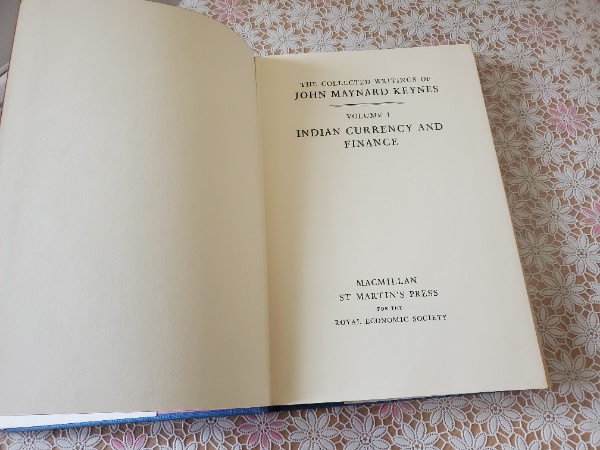 THE COLLECTED WRITINGS OF
JOHN MAYNARD KEYNES
VOLUME I
INDIAN CURRENCY AND
FINANCE
MACMILLAN
ST MARTIN'S PRESS
FOR THE
ROYAL ECONOMIC SOCIETY